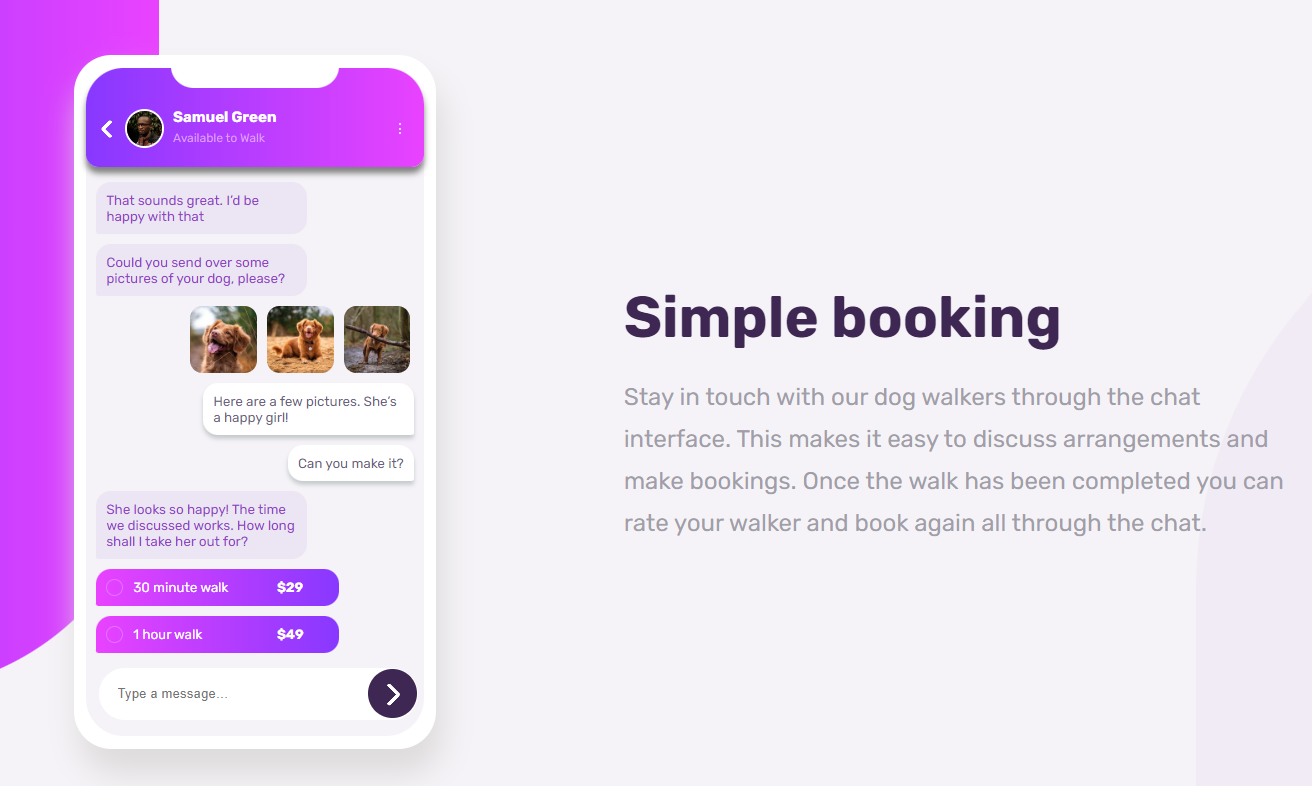 Samuel Green
Available to Walk
That sounds great. I’d be
happy with that
Could you send over some
pictures of your dog, please?
Here are a few pictures. She’s
a happy girl!
Can you make it?
She looks so happy! The time
we discussed works. How long
shall I take her out for?
30 minute walk $29
1 hour walk $49
Type a message...
Simple booking
Stay in touch with our dog walkers through the chat
interface. This makes it easy to discuss arrangements and
make bookings. Once the walk has been completed you can
rate your walker and book again all through the chat.